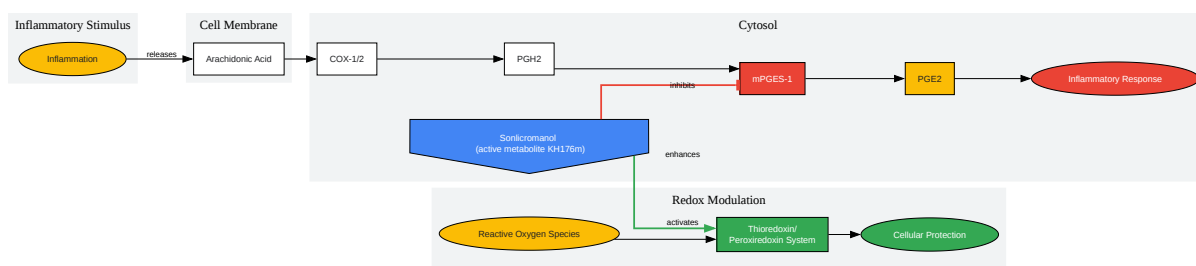 Inflammatory Stimulus
Cell Membrane
Cytosol
Inflammation
releases
Arachidonic Acid
COX-1/2
PGH2
mPGES-1
PGE2
Inflammatory Response
inhibits
Sonlicromanol
(active metabolite KH176m)
enhances
Redox Modulation
activates
Reactive Oxygen Species
Thioredoxin/
Peroxiredoxin System
Cellular Protection